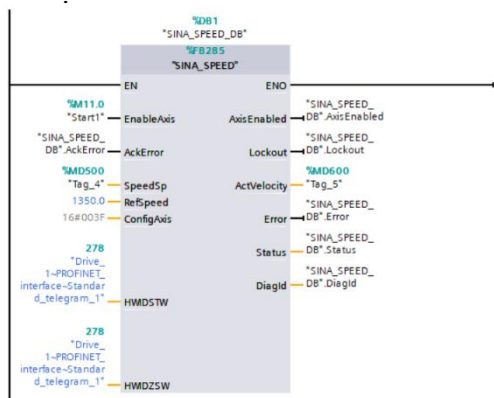 %DB1
"SINA_SPEED_DB"
%FB285
"SINA_SPEED"
EN
ENO
%M11.0
"Start1"
EnableAxis
AxisEnabled
"SINA_SPEED_
DB".AxisEnabled
"SINA_SPEED_
DB".AckError
AckError
Lockout
"SINA_SPEED_
DB".Lockout
%MD500
"Tag_4"
SpeedSp
ActVelocity
%MD600
"Tag_5"
1350.0
RefSpeed
16#003F
ConfigAxis
Error
"SINA_SPEED_
DB".Error
Status
"SINA_SPEED_
DB".Status
DiagId
"SINA_SPEED_
DB".DiagId
278
"Drive_
1~PROFINET_
interface~Standar
d_telegram_1"
HWIDSTW
278
"Drive_
1~PROFINET_
interface~Standar
d_telegram_1"
HWIDZSW